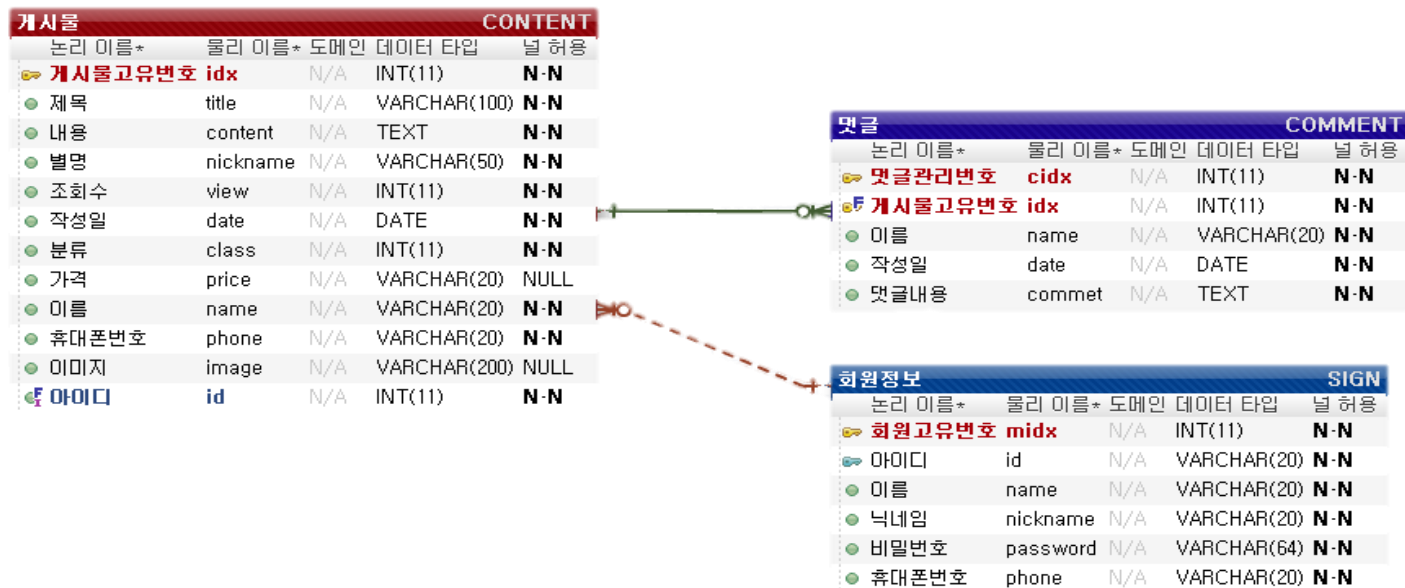 게시물 CONTENT
논리 이름* 물리 이름* 도메인 데이터 타입 널 허용
게시물고유번호 idx N/A INT(11) N-N
제목 title N/A VARCHAR(100) N-N
내용 content N/A TEXT N-N
별명 nickname N/A VARCHAR(50) N-N
조회수 view N/A INT(11) N-N
작성일 date N/A DATE N-N
분류 class N/A INT(11) N-N
가격 price N/A VARCHAR(20) NULL
이름 name N/A VARCHAR(20) N-N
휴대폰번호 phone N/A VARCHAR(20) N-N
이미지 image N/A VARCHAR(200) NULL
아이디 id N/A INT(11) N-N
댓글 COMMENT
논리 이름* 물리 이름* 도메인 데이터 타입 널 허용
댓글관리번호 cidx N/A INT(11) N-N
게시물고유번호 idx N/A INT(11) N-N
이름 name N/A VARCHAR(20) N-N
작성일 date N/A DATE N-N
댓글내용 commet N/A TEXT N-N
회원정보 SIGN
논리 이름* 물리 이름* 도메인 데이터 타입 널 허용
회원고유번호 midx N/A INT(11) N-N
아이디 id N/A VARCHAR(20) N-N
이름 name N/A VARCHAR(20) N-N
닉네임 nickname N/A VARCHAR(20) N-N
비밀번호 password N/A VARCHAR(64) N-N
휴대폰번호 phone N/A VARCHAR(20) N-N